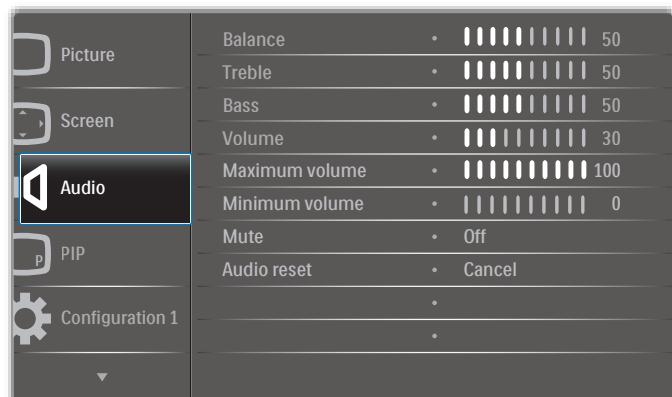 Picture
Screen
Audio
P
PIP
Configuration 1
Balance • 50
Treble • 50
Bass • 50
Volume • 30
Maximum volume • 100
Minimum volume • 0
Mute • Off
Audio reset • Cancel
•
•